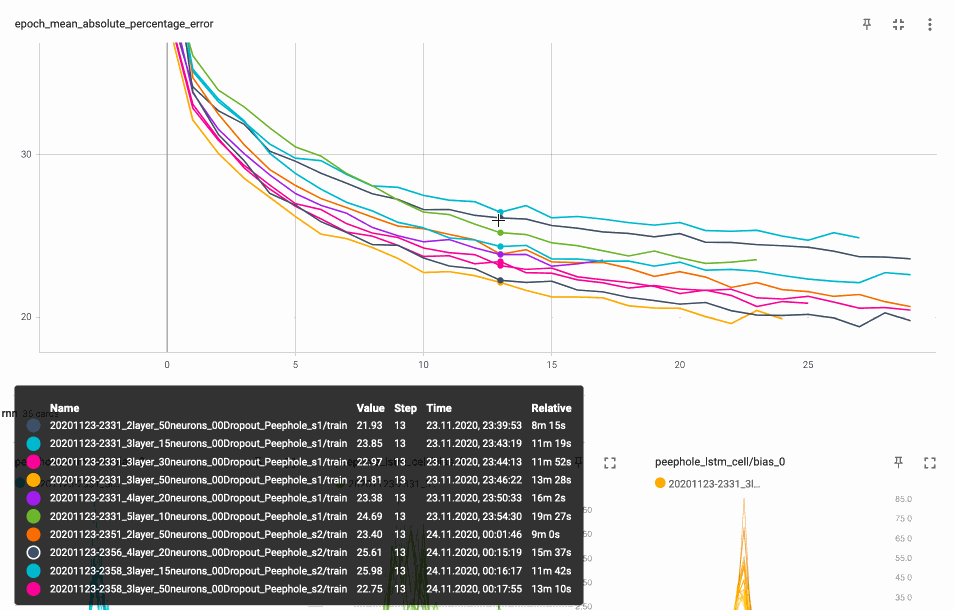 epoch_mean_absolute_percentage_error
30
20
0 5 10 15 20 25
Name Value Step Time Relative
20201123-2331_2layer_50neurons_00Dropout_Peephole_s1/train 21.93 13 23.11.2020, 23:39:53 8m 15s
20201123-2331_3layer_15neurons_00Dropout_Peephole_s1/train 23.85 13 23.11.2020, 23:43:19 11m 19s
20201123-2331_3layer_30neurons_00Dropout_Peephole_s1/train 22.97 13 23.11.2020, 23:44:13 11m 52s
20201123-2331_3layer_50neurons_00Dropout_Peephole_s1/train 21.81 13 23.11.2020, 23:46:22 13m 28s
20201123-2331_4layer_20neurons_00Dropout_Peephole_s1/train 23.38 13 23.11.2020, 23:50:33 16m 2s
20201123-2331_5layer_10neurons_00Dropout_Peephole_s1/train 24.69 13 23.11.2020, 23:54:30 19m 27s
20201123-2351_2layer_50neurons_00Dropout_Peephole_s2/train 23.40 13 24.11.2020, 00:01:46 9m 0s
20201123-2356_4layer_20neurons_00Dropout_Peephole_s2/train 25.61 13 24.11.2020, 00:15:19 15m 37s
20201123-2358_3layer_15neurons_00Dropout_Peephole_s2/train 25.98 13 24.11.2020, 00:16:17 11m 42s
20201123-2358_3layer_50neurons_00Dropout_Peephole_s2/train 22.75 13 24.11.2020, 00:17:55 13m 10s
peephole_lstm_cell/bias_0
20201123-2331_3l...
85.0
75.0
65.0
55.0
45.0
35.0